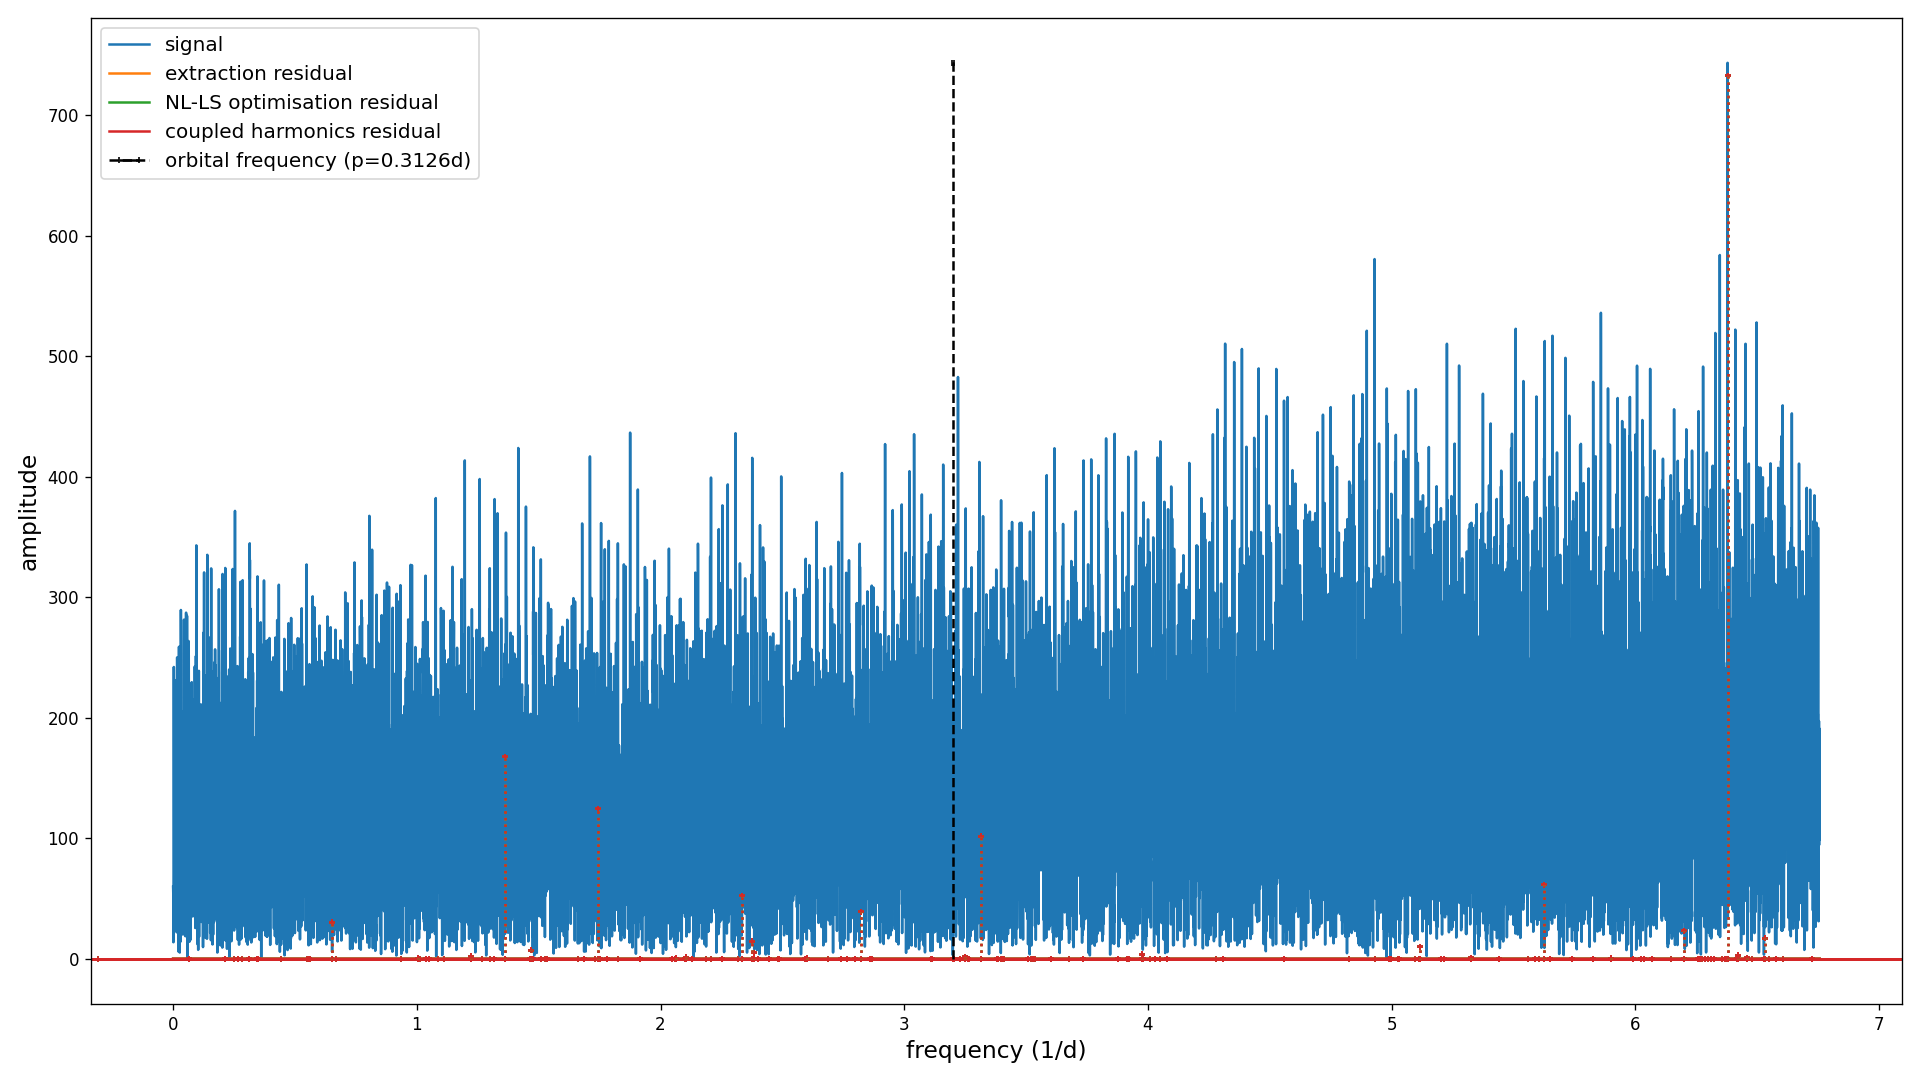 signal
extraction residual
NL-LS optimisation residual
coupled harmonics residual
orbital frequency (p=0.3126d)
700
600
500
400
300
200
100
0
amplitude
0 1 2 3 4 5 6 7
frequency (1/d)